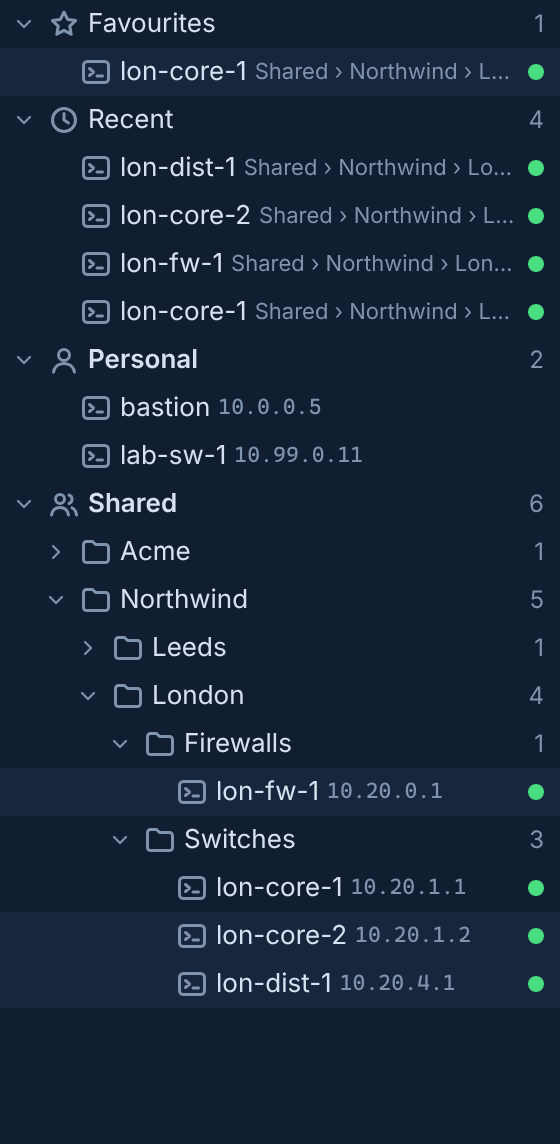 Favourites 1
lon-core-1 Shared › Northwind › L...
Recent 4
lon-dist-1 Shared › Northwind › Lo...
lon-core-2 Shared › Northwind › L...
lon-fw-1 Shared › Northwind › Lon...
lon-core-1 Shared › Northwind › L...
Personal 2
bastion 10.0.0.5
lab-sw-1 10.99.0.11
Shared 6
Acme 1
Northwind 5
Leeds 1
London 4
Firewalls 1
lon-fw-1 10.20.0.1
Switches 3
lon-core-1 10.20.1.1
lon-core-2 10.20.1.2
lon-dist-1 10.20.4.1